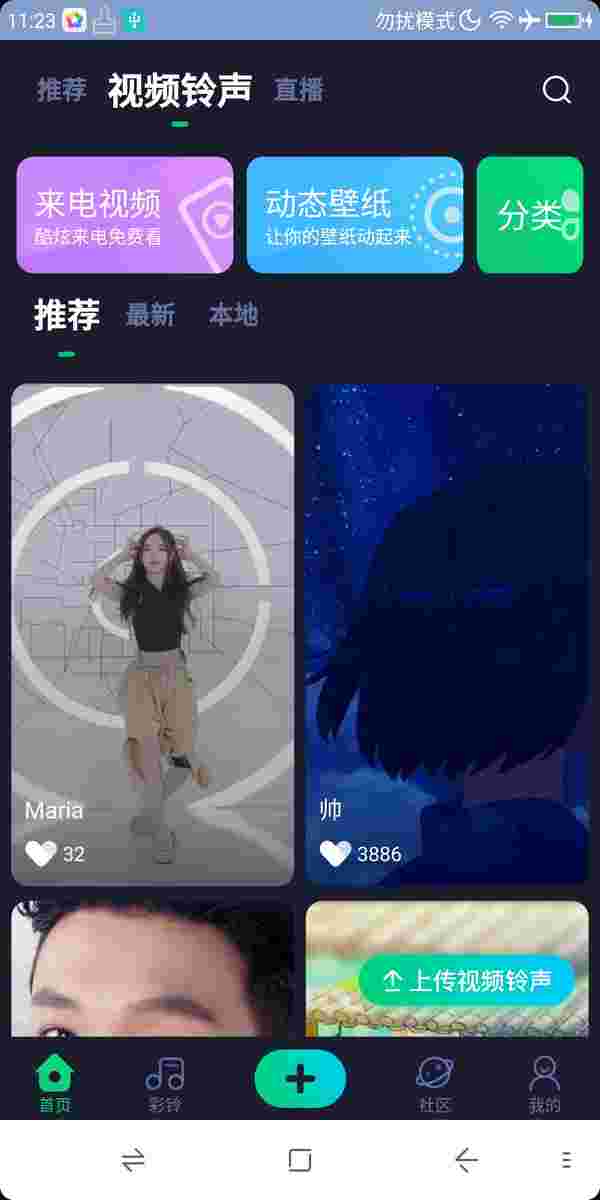 11:23 勿扰模式
推荐 视频铃声 直播
来电视频 动态壁纸 分类
酷炫来电免费看 让你的壁纸动起来
推荐 最新 本地
Maria 帅
32 3886
上传视频铃声
首页 彩铃 社区 我的